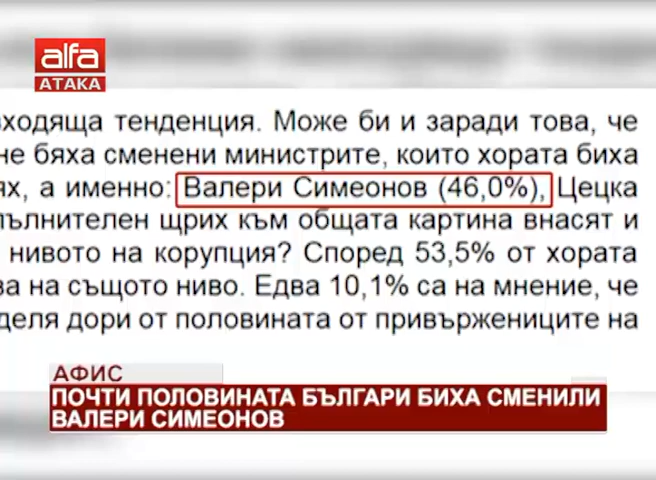 alfa
АТАКА
входяща тенденция. Може би и заради това, че
не бяха сменени министрите, които хората биха
ях, а именно: Валери Симеонов (46,0%), Цецка
пълнителен щрих към общата картина внасят и
нивото на корупция? Според 53,5% от хората
ва на същото ниво. Едва 10,1% са на мнение, че
деля дори от половината от привържениците на
АФИС
ПОЧТИ ПОЛОВИНАТА БЪЛГАРИ БИХА СМЕНИЛИ
ВАЛЕРИ СИМЕОНОВ